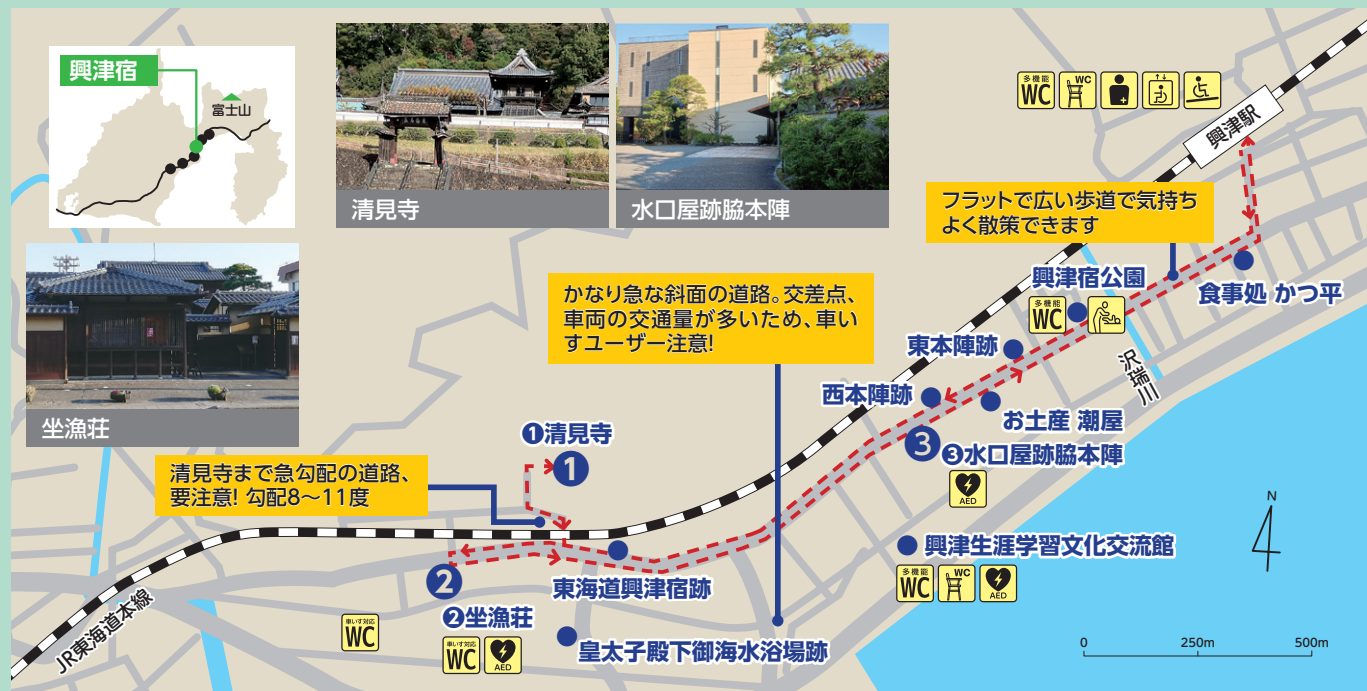 興津宿
富士山
清見寺
水口屋跡脇本陣
坐漁荘
多機能
WC
WC
興津駅
フラットで広い歩道で気持ち
よく散策できます
興津宿公園
多機能
WC
食事処 かつ平
沢瑞川
かなり急な斜面の道路。交差点、
車両の交通量が多いため、車い
すユーザー注意!
東本陣跡
西本陣跡
お土産 潮屋
3
❸水口屋跡脇本陣
AED
❶清見寺
1
清見寺まで急勾配の道路、
要注意! 勾配8~11度
興津生涯学習文化交流館
多機能
WC
WC
AED
東海道興津宿跡
2
❷坐漁荘
車いす対応
WC
車いす対応
WC
AED
皇太子殿下御海水浴場跡
JR東海道本線
N
0 250m 500m